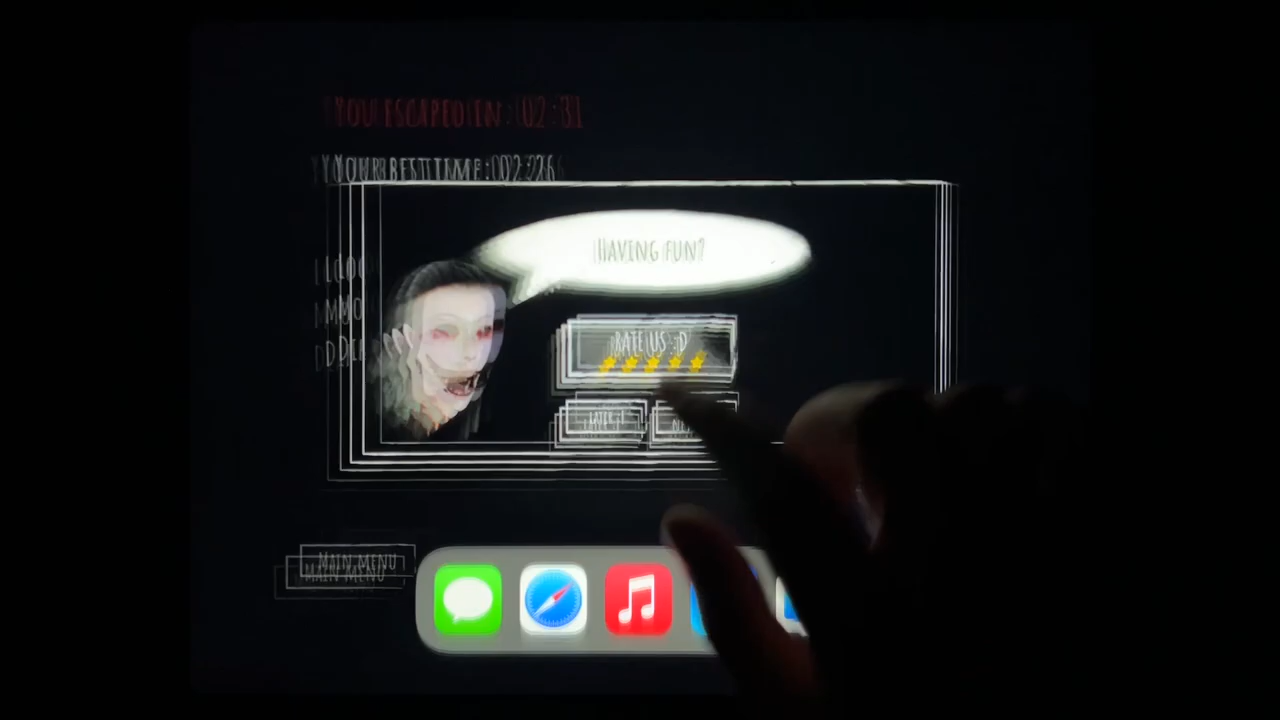 You escaped in: 02:31
Your best time: 02:26
Having fun?
Rate us :D
Later :|
Main menu